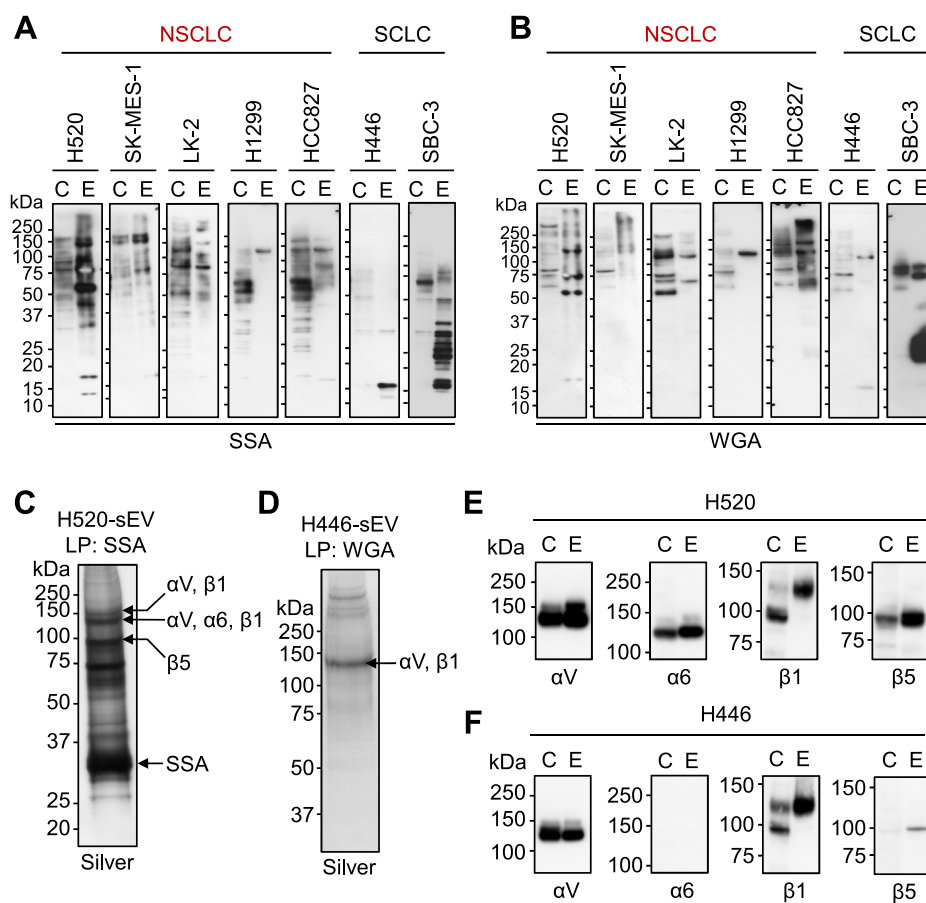 A
NSCLC
SCLC
H520
SK-MES-1
LK-2
H1299
HCC827
H446
SBC-3
C E C E C E C E C E C E C E
kDa
250
150
100
75
50
37
25
20
15
10
SSA
B
NSCLC
SCLC
H520
SK-MES-1
LK-2
H1299
HCC827
H446
SBC-3
C E C E C E C E C E C E C E
kDa
250
150
100
75
50
37
25
20
15
10
WGA
C
H520-sEV
LP: SSA
kDa
250
150
100
75
37
25
20
αV, β1
αV, α6, β1
β5
SSA
Silver
D
H446-sEV
LP: WGA
kDa
250
150
100
75
50
37
αV, β1
Silver
E
H520
kDa
C E C E C E C E
250
150
100
αV
250
150
100
α6
150
100
75
β1
150
100
75
β5
F
H446
kDa
C E C E C E C E
250
150
100
αV
250
150
100
α6
150
100
75
β1
150
100
75
β5